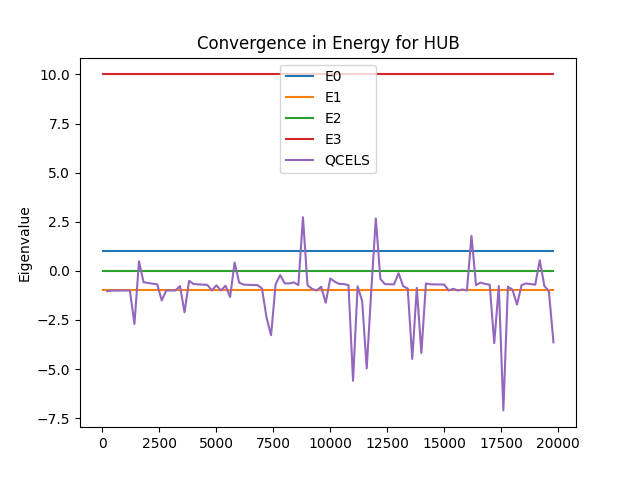 Convergence in Energy for HUB
10.0
7.5
5.0
2.5
0.0
−2.5
−5.0
−7.5
Eigenvalue
E0
E1
E2
E3
QCELS
0 2500 5000 7500 10000 12500 15000 17500 20000